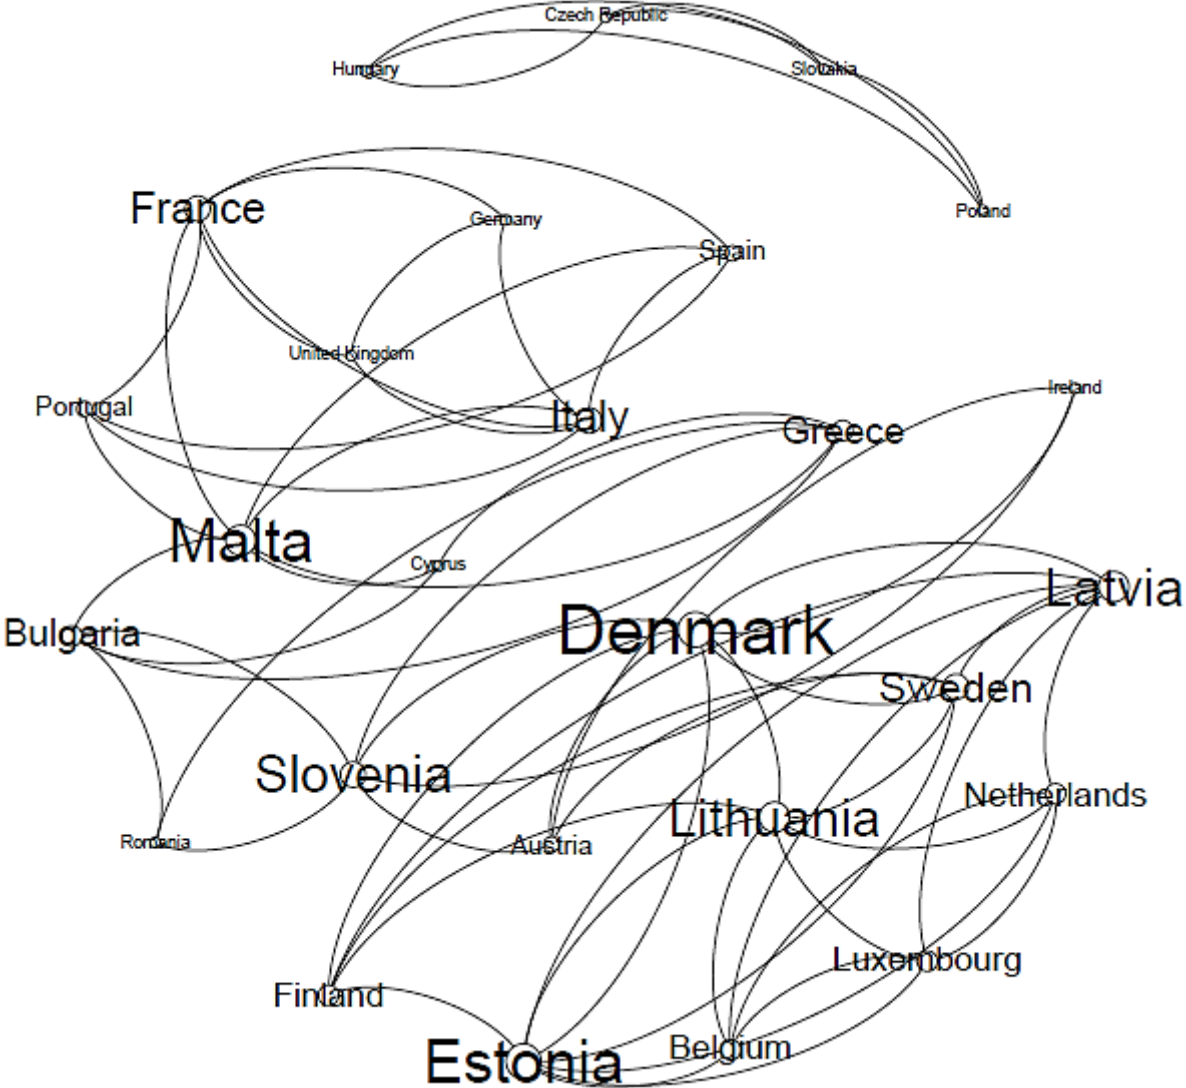 Czech Republic
Hungary
Slovakia
France
Germany
Poland
Spain
United Kingdom
Ireland
Portugal
Italy
Greece
Malta
Cyprus
Latvia
Bulgaria
Denmark
Sweden
Slovenia
Netherlands
Lithuania
Romania
Austria
Luxembourg
Finland
Belgium
Estonia